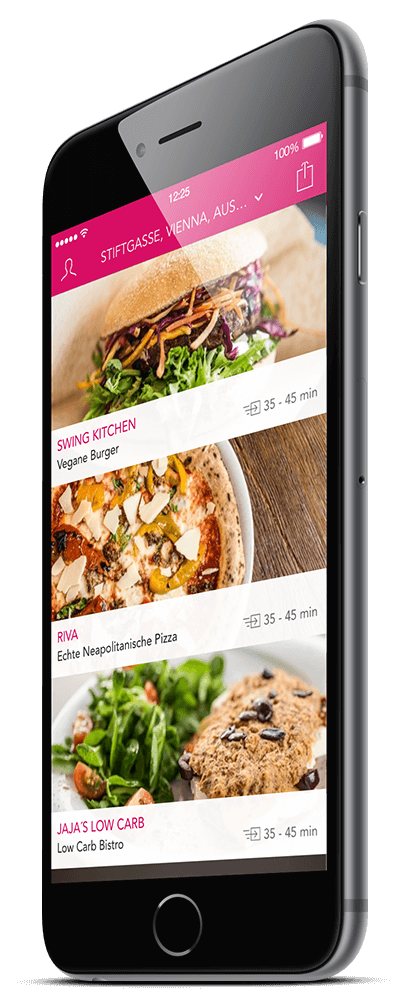 12:25
100%
STIFTGASSE, VIENNA, AUS...
SWING KITCHEN
35 - 45 min
Vegane Burger
RIVA
35 - 45 min
Echte Neapolitanische Pizza
JAJA´S LOW CARB
35 - 45 min
Low Carb Bistro